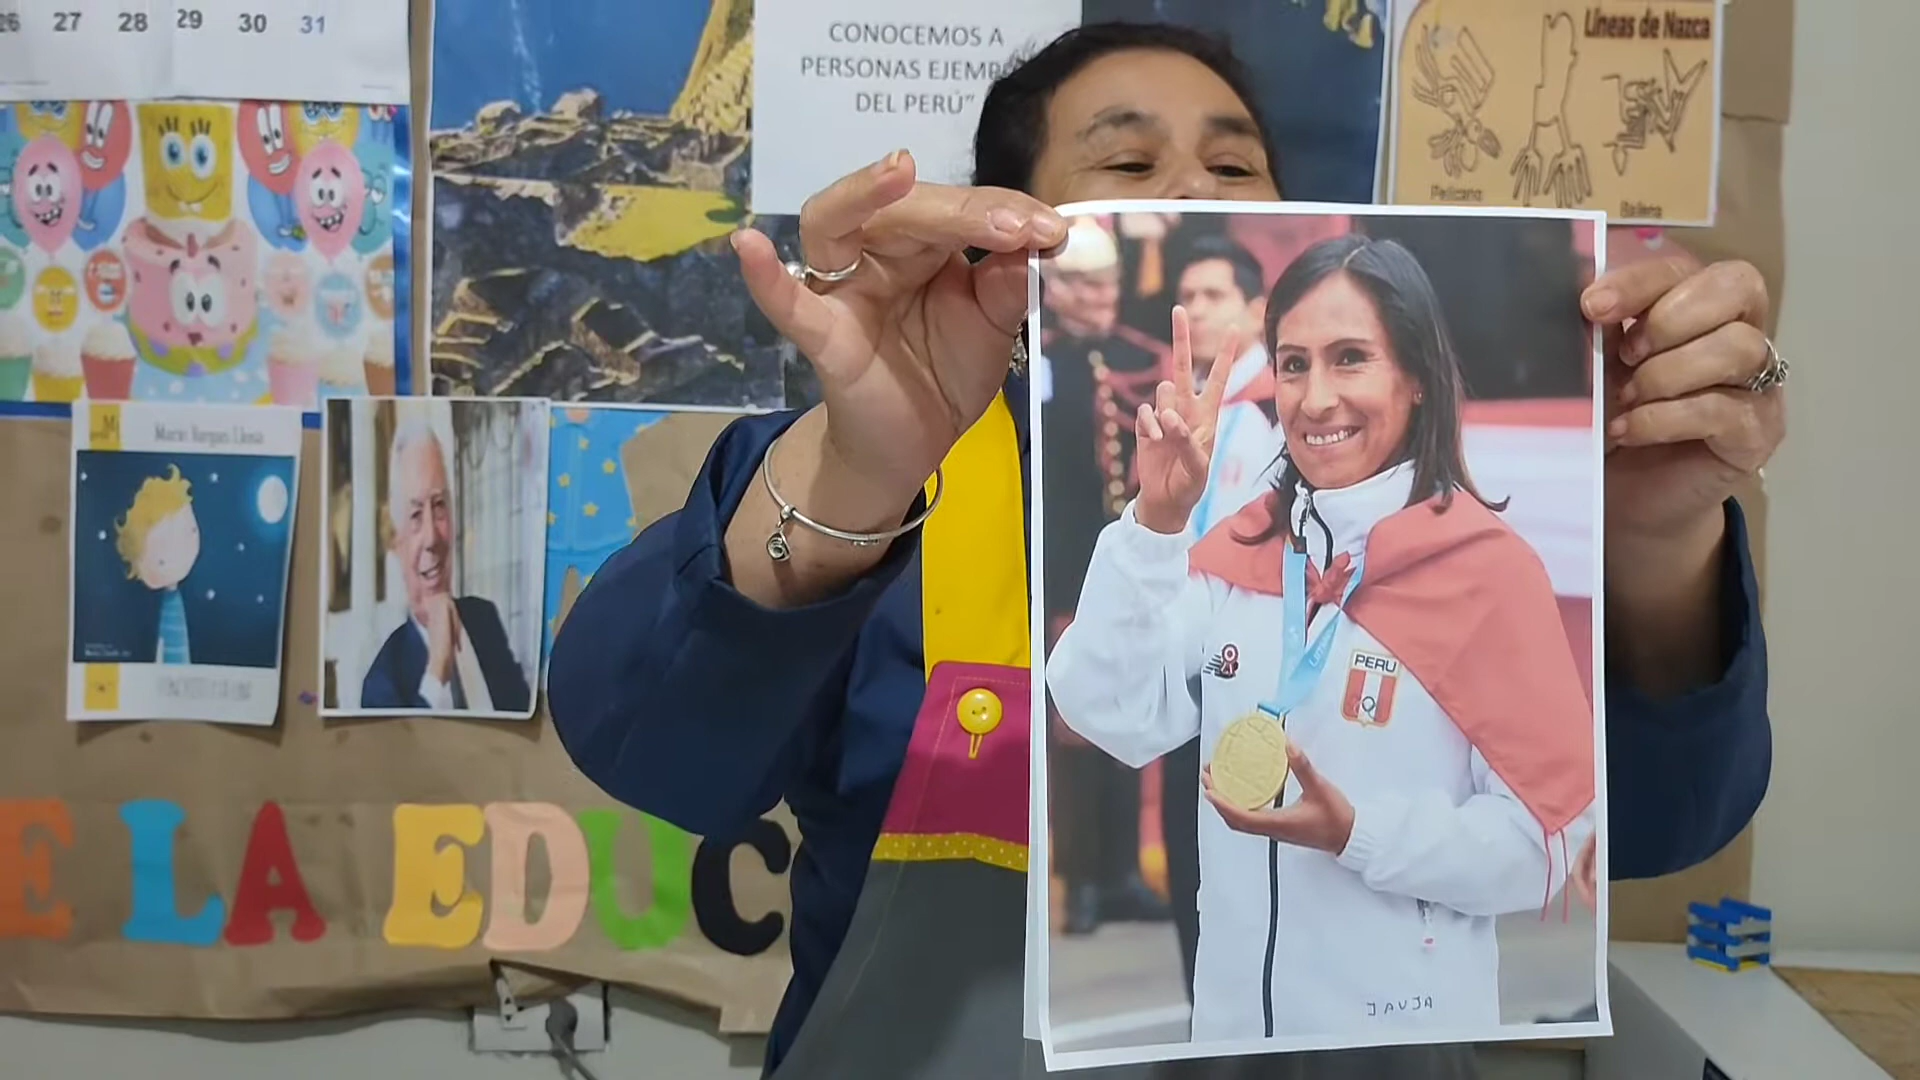 26 27 28 29 30 31
CONOCEMOS A
PERSONAS EJEMP
DEL PERÚ"
Líneas de Nazca
Pelicano
Ballena
Mario Vargas Llosa
PERU
JAUJA
E LA EDUC